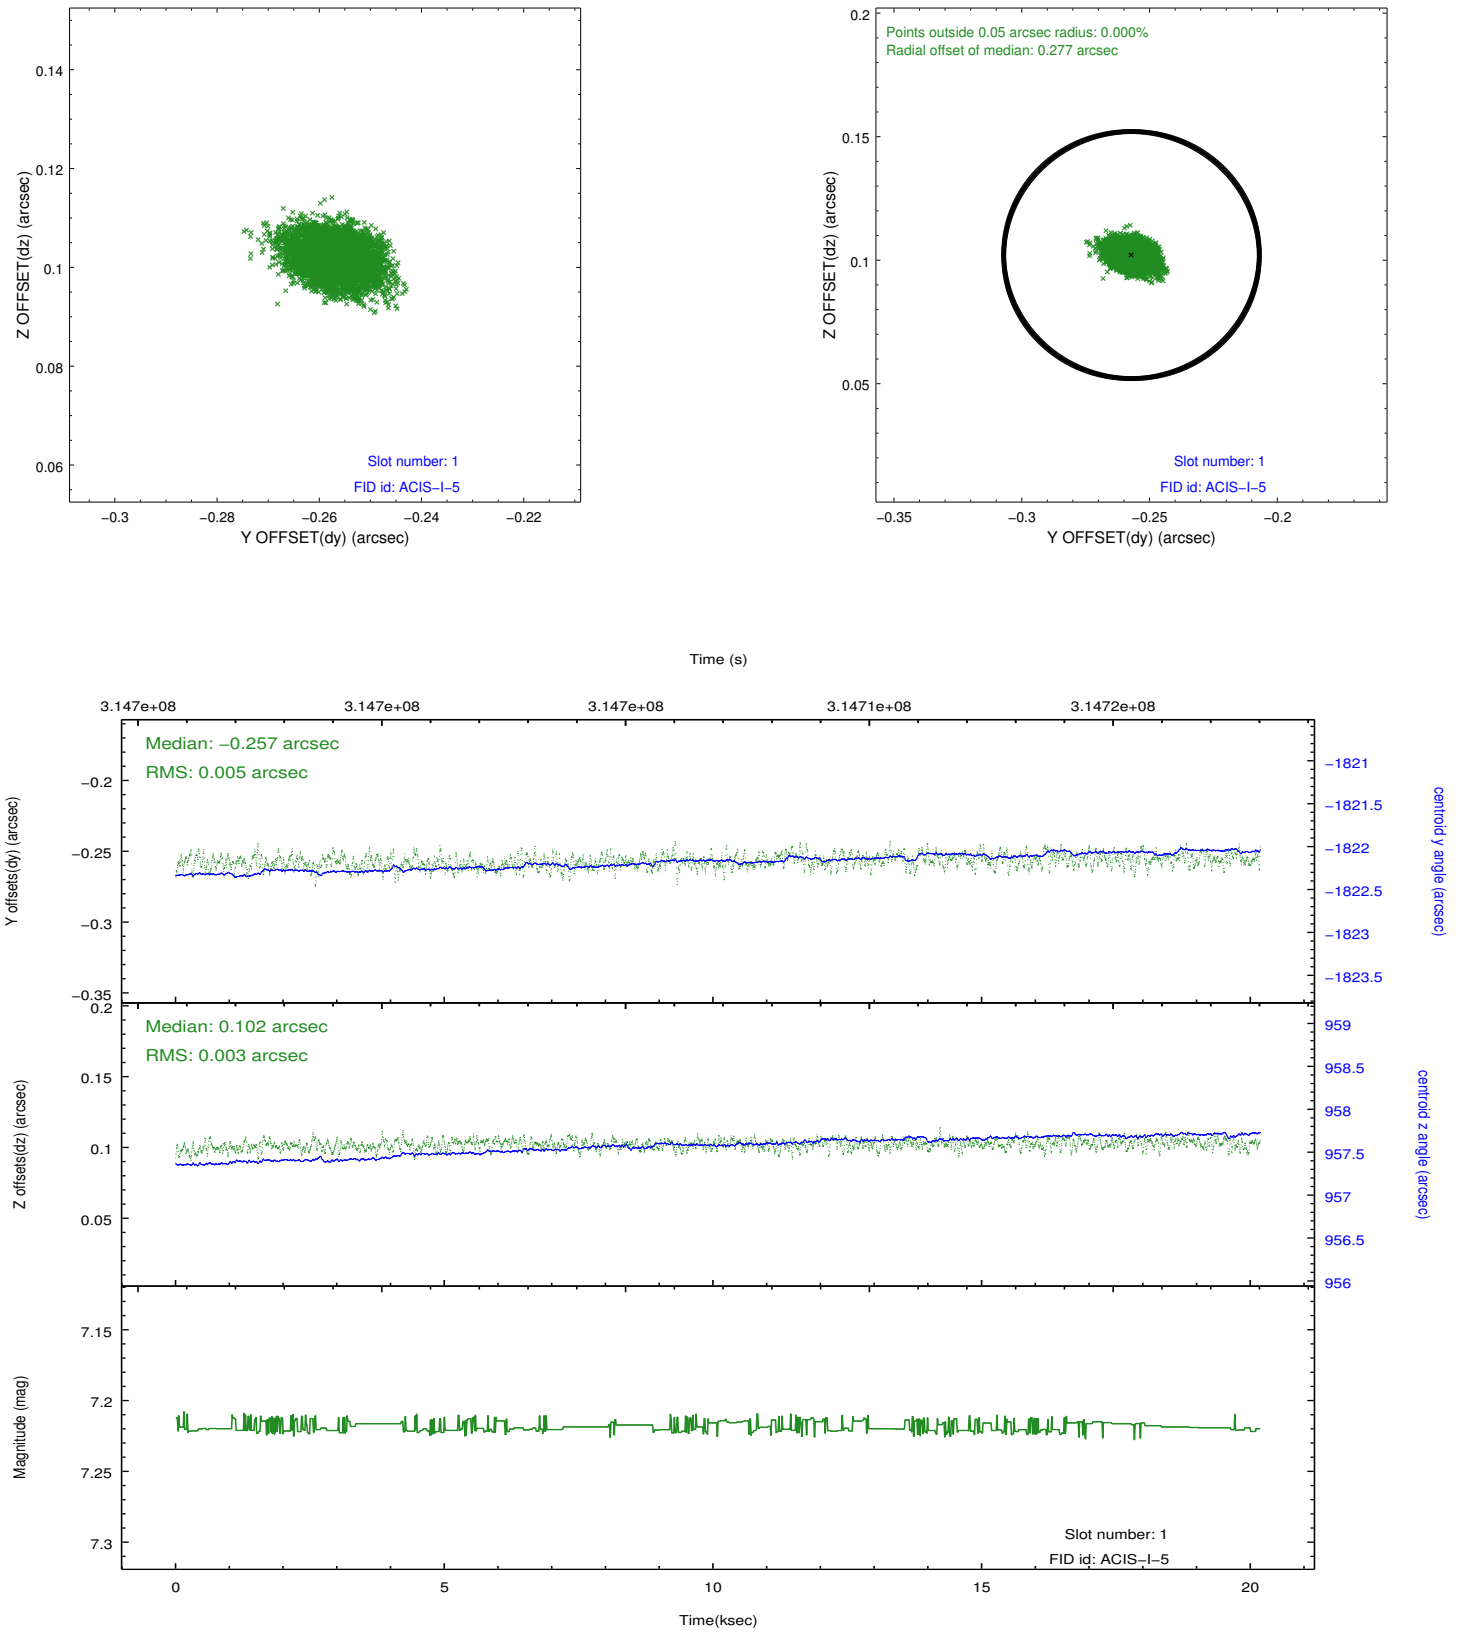 0.14
0.12
0.1
0.08
0.06
Z OFFSET(dz) (arcsec)
Slot number: 1
FID id: ACIS−I−5
−0.3 −0.28 −0.26 −0.24 −0.22
Y OFFSET(dy) (arcsec)
0.2
0.15
0.1
0.05
Z OFFSET(dz) (arcsec)
Points outside 0.05 arcsec radius: 0.000%
Radial offset of median: 0.277 arcsec
Slot number: 1
FID id: ACIS−I−5
−0.35 −0.3 −0.25 −0.2
Y OFFSET(dy) (arcsec)
Time (s)
3.147e+08 3.147e+08 3.147e+08 3.1471e+08 3.1472e+08
Median: −0.257 arcsec
RMS: 0.005 arcsec
−0.2
−0.25
−0.3
−0.35
Y offsets(dy) (arcsec)
−1821
−1821.5
−1822
−1822.5
−1823
−1823.5
centroid y angle (arcsec)
Median: 0.102 arcsec
RMS: 0.003 arcsec
0.2
0.15
0.1
0.05
Z offsets(dz) (arcsec)
959
958.5
958
957.5
957
956.5
956
centroid z angle (arcsec)
7.15
7.2
7.25
7.3
Magnitude (mag)
Slot number: 1
FID id: ACIS−I−5
0 5 10 15 20
Time(ksec)